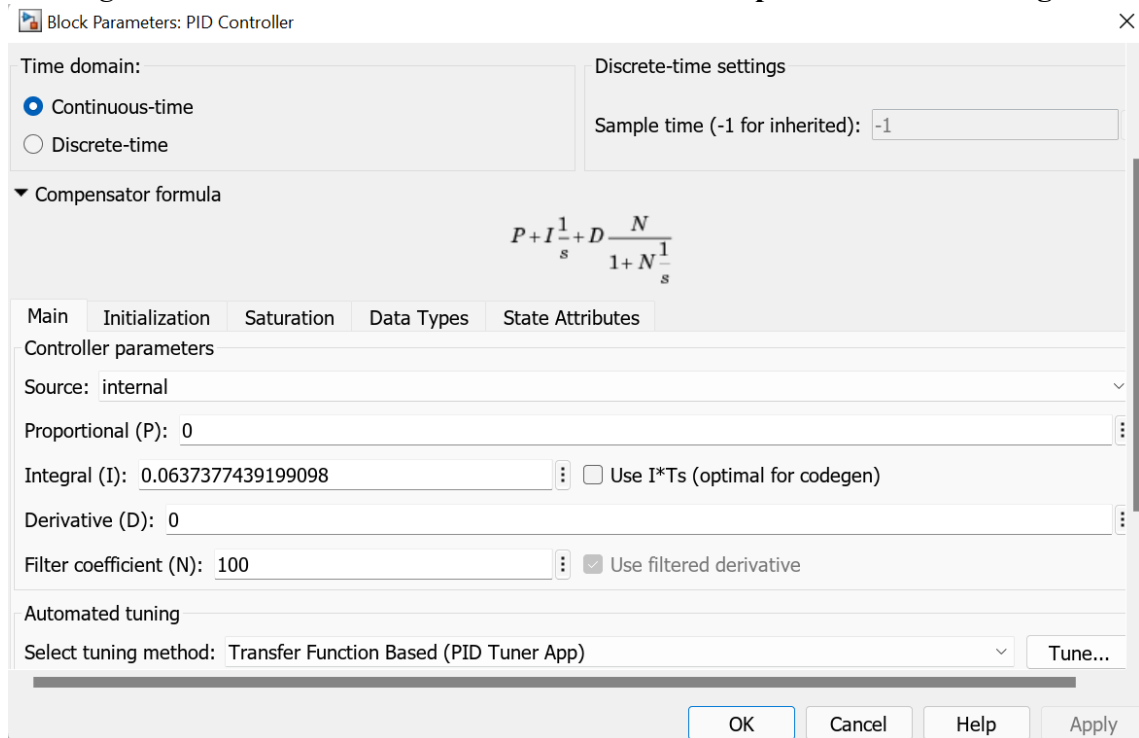 Block Parameters: PID Controller
Time domain:
Continuous-time
Discrete-time
Discrete-time settings
Sample time (-1 for inherited): -1
Compensator formula
P + I 1/s + D N/(1 + N 1/s)
Main Initialization Saturation Data Types State Attributes
Controller parameters
Source: internal
Proportional (P): 0
Integral (I): 0.0637377439199098 Use I*Ts (optimal for codegen)
Derivative (D): 0
Filter coefficient (N): 100 Use filtered derivative
Automated tuning
Select tuning method: Transfer Function Based (PID Tuner App) Tune...
OK Cancel Help Apply